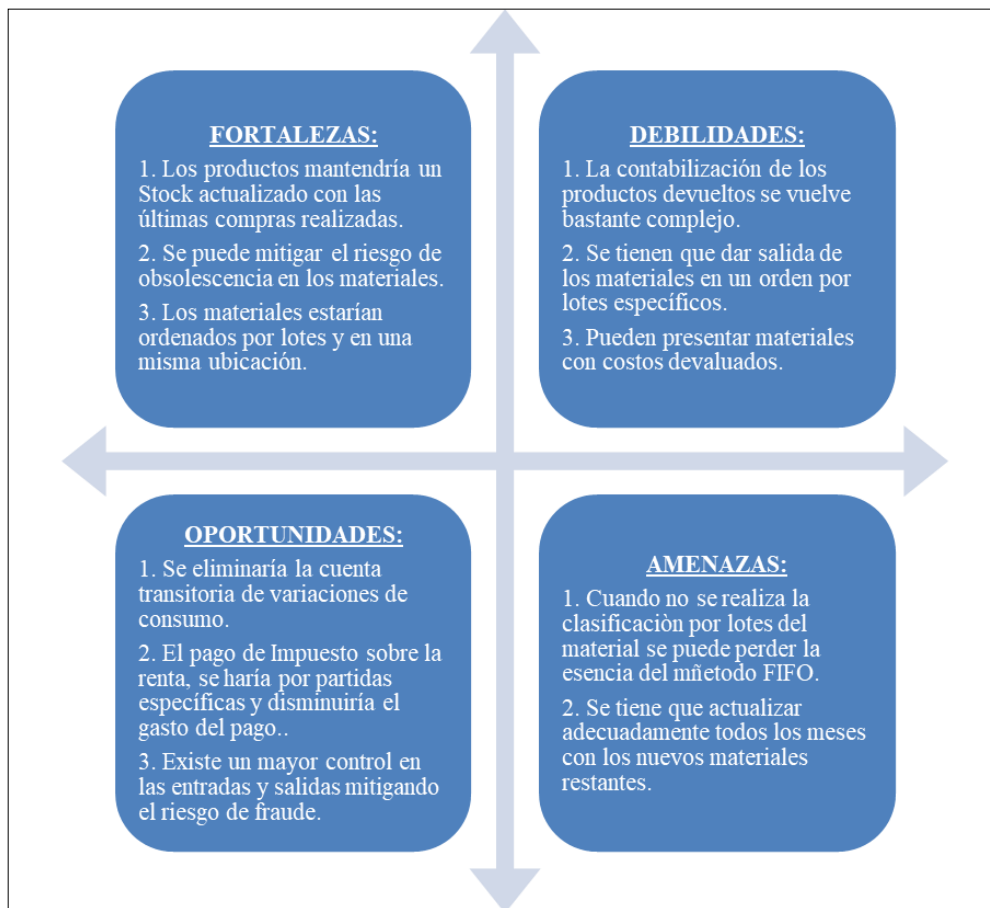 FORTALEZAS:
1. Los productos mantendría un
Stock actualizado con las
últimas compras realizadas.
2. Se puede mitigar el riesgo de
obsolescencia en los materiales.
3. Los materiales estarían
ordenados por lotes y en una
misma ubicación.
DEBILIDADES:
1. La contabilización de los
productos devueltos se vuelve
bastante complejo.
2. Se tienen que dar salida de
los materiales en un orden por
lotes específicos.
3. Pueden presentar materiales
con costos devaluados.
OPORTUNIDADES:
1. Se eliminaría la cuenta
transitoria de variaciones de
consumo.
2. El pago de Impuesto sobre la
renta, se haría por partidas
específicas y disminuiría el
gasto del pago..
3. Existe un mayor control en
las entradas y salidas mitigando
el riesgo de fraude.
AMENAZAS:
1. Cuando no se realiza la
clasificaciòn por lotes del
material se puede perder la
esencia del mñetodo FIFO.
2. Se tiene que actualizar
adecuadamente todos los meses
con los nuevos materiales
restantes.